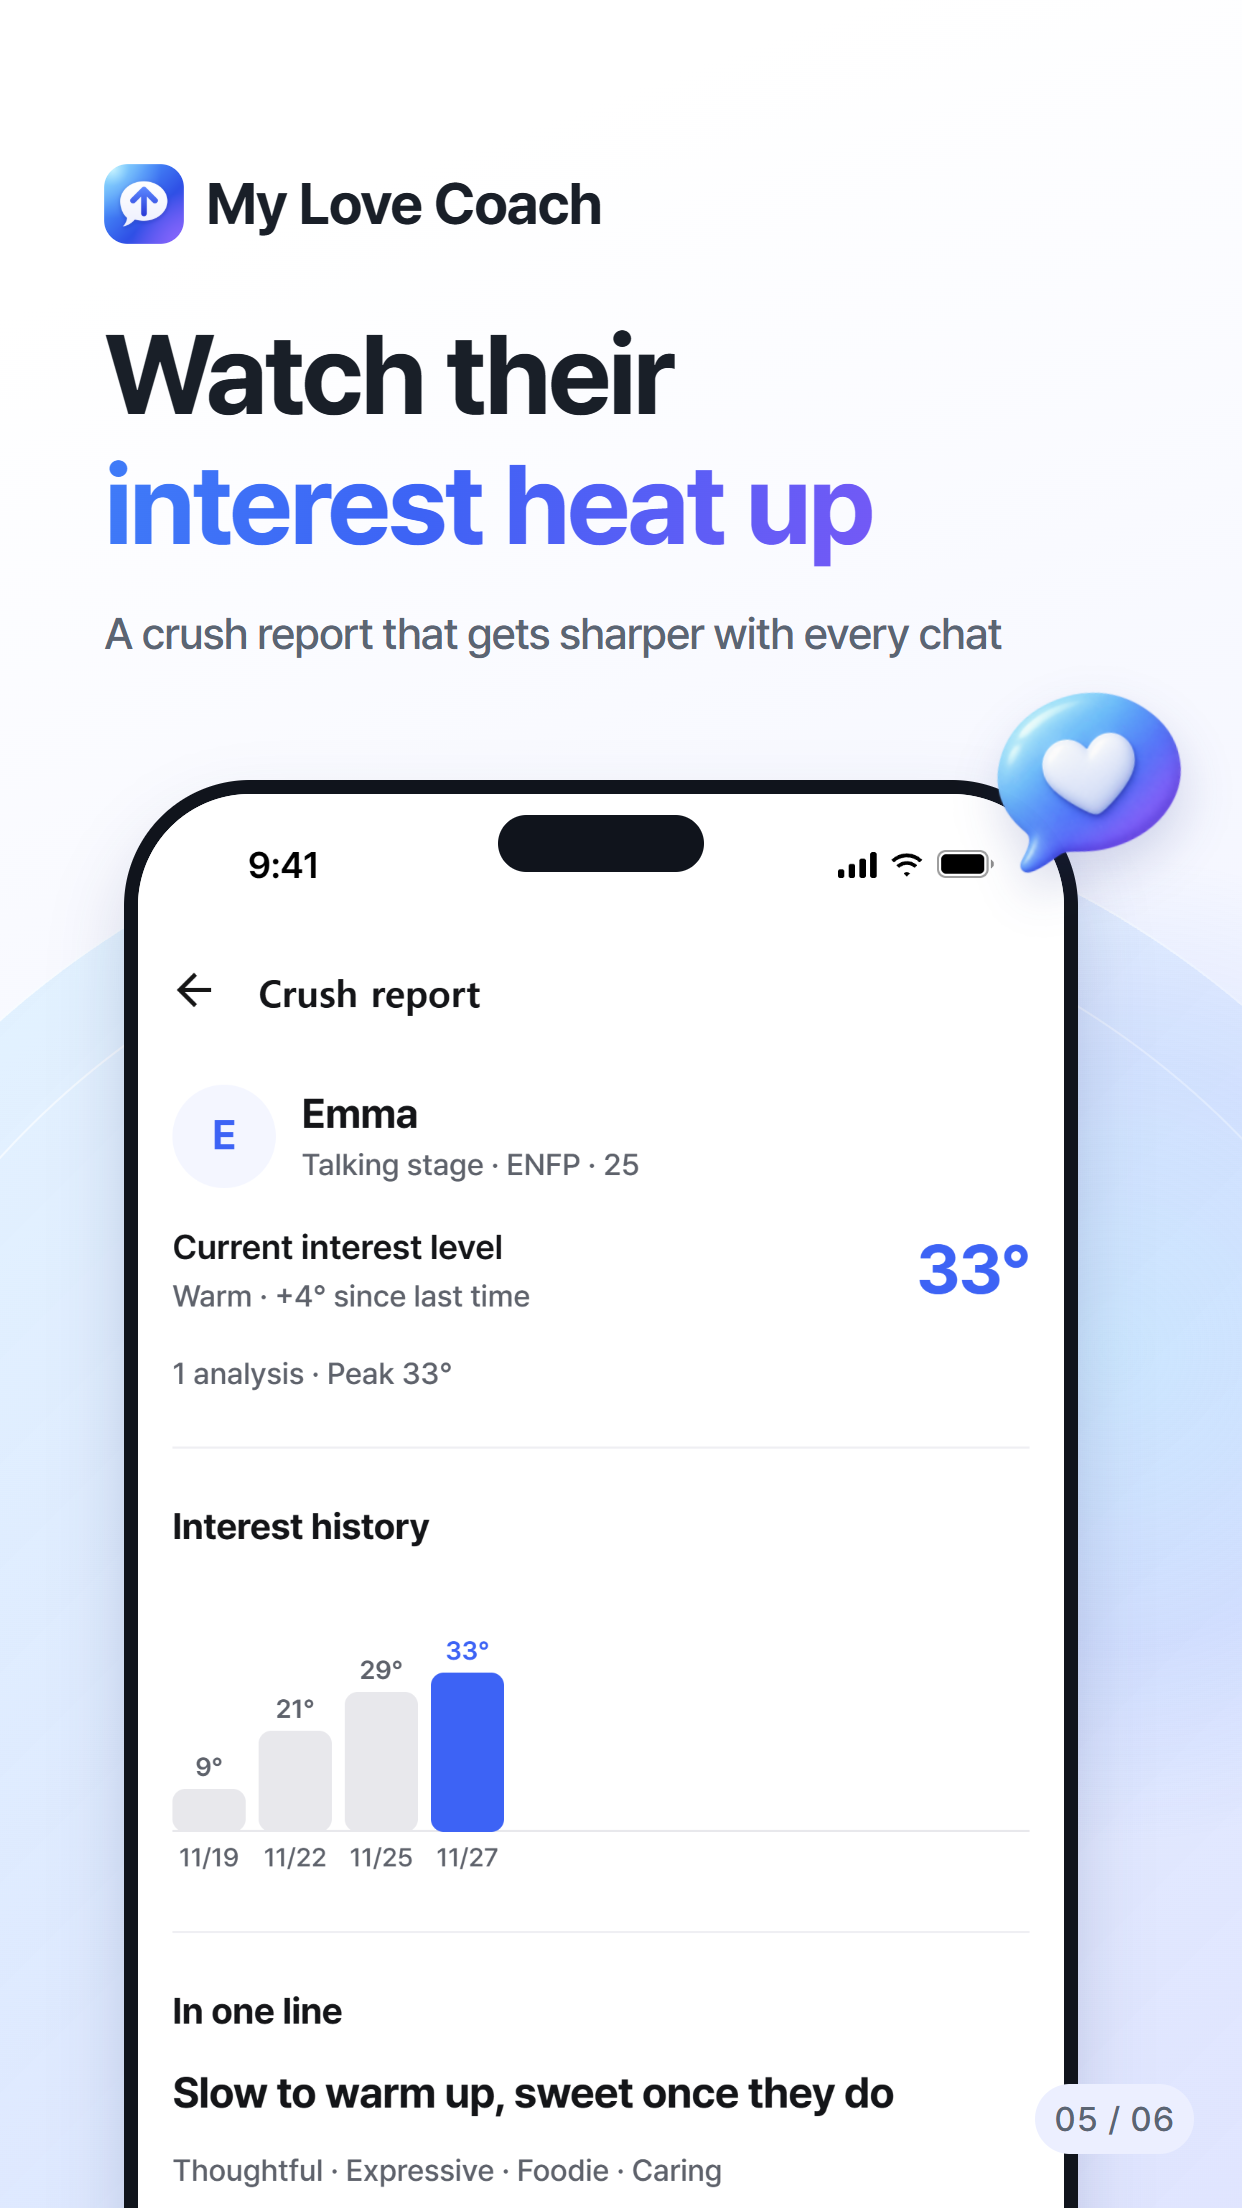 My Love Coach
Watch their
interest heat up
A crush report that gets sharper with every chat
9:41
Crush report
E
Emma
Talking stage · ENFP · 25
Current interest level
33°
Warm · +4° since last time
1 analysis · Peak 33°
Interest history
9°
21°
29°
33°
11/19
11/22
11/25
11/27
In one line
Slow to warm up, sweet once they do
Thoughtful · Expressive · Foodie · Caring
05 / 06